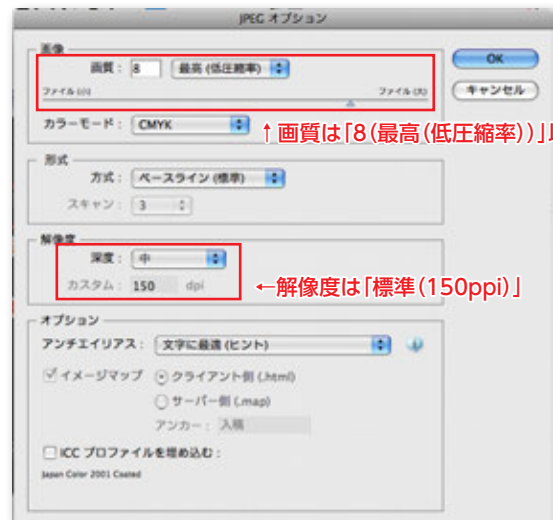 JPEG オプション
画像
画質： 8 最高 (低圧縮率)
ファイル (小) ファイル (大)
カラーモード： CMYK
↑画質は「8(最高(低圧縮率))」
形式
方式： ベースライン (標準)
スキャン： 3
解像度
深度： 中
カスタム： 150 dpi
←解像度は「標準(150ppi)」
オプション
アンチエイリアス： 文字に最適 (ヒント)
イメージマップ クライアント側 (.html)
サーバー側 (.map)
アンカー： 入稿
ICC プロファイルを埋め込む：
Japan Color 2001 Coated
OK
キャンセル